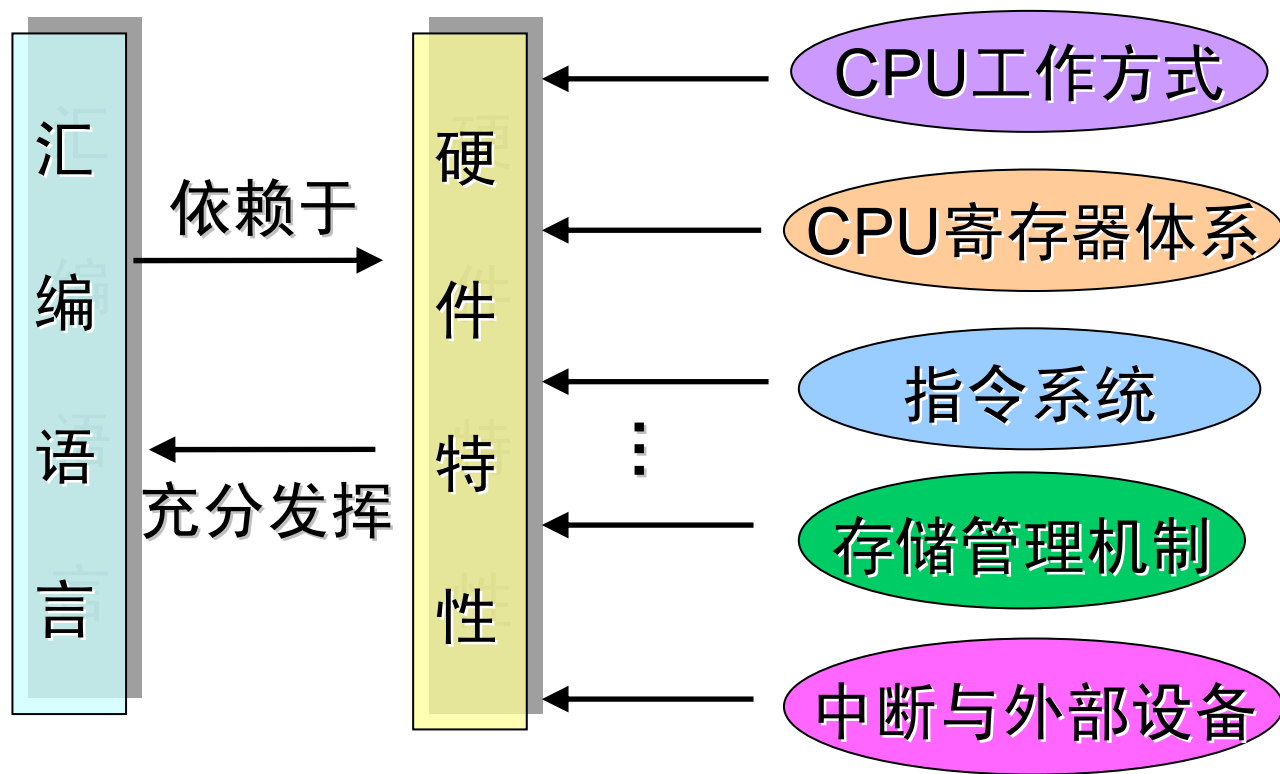 汇编语言
依赖于
充分发挥
硬件特性
CPU工作方式
CPU寄存器体系
指令系统
⋮
存储管理机制
中断与外部设备